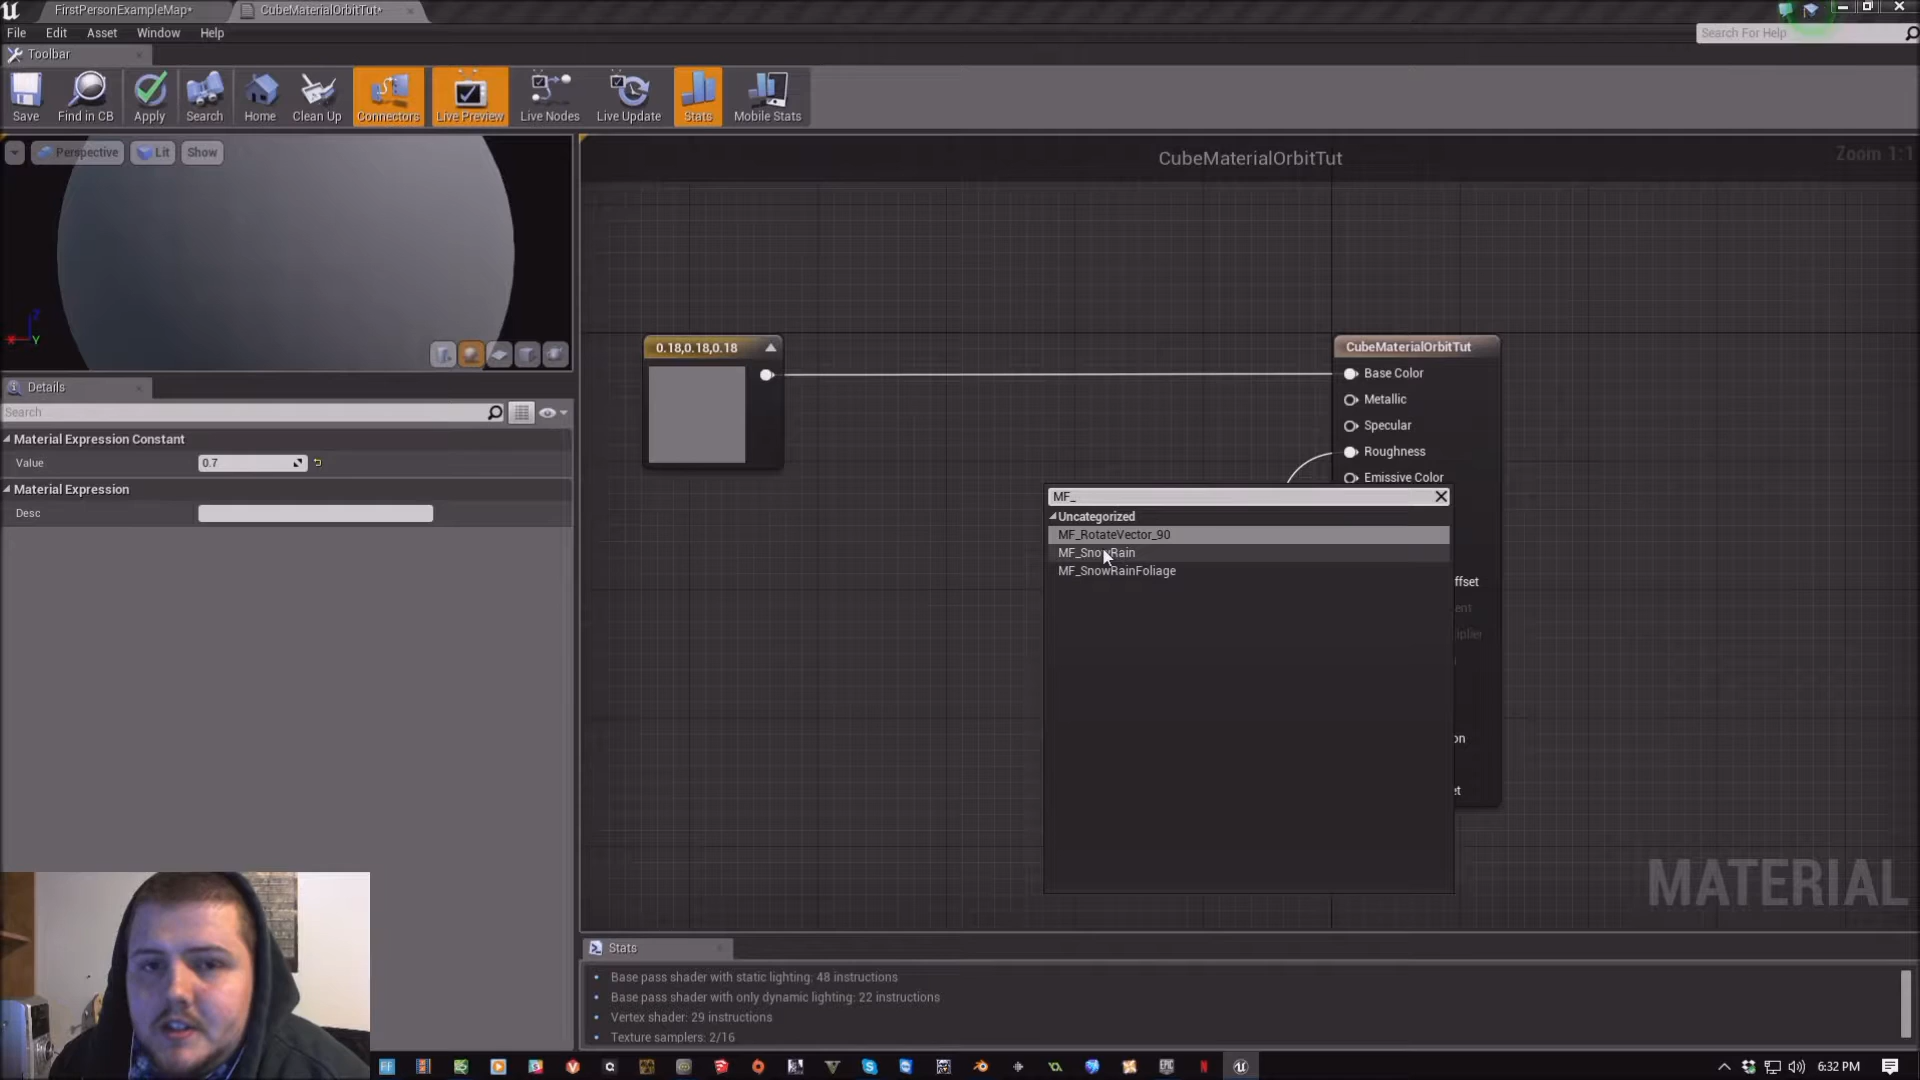 FirstPersonExampleMap*
CubeMaterialOrbitTut*
File Edit Asset Window Help
Search For Help
Toolbar
Save
Find in CB
Apply
Search
Home
Clean Up
Connectors
Live Preview
Live Nodes
Live Update
Stats
Mobile Stats
Perspective
Lit
Show
CubeMaterialOrbitTut
Zoom 1:1
Z
X
Y
0.18,0.18,0.18
CubeMaterialOrbitTut
Base Color
Metallic
Specular
Roughness
Emissive Color
Details
Search
Material Expression Constant
Value
0.7
Material Expression
Desc
MF_
Uncategorized
MF_RotateVector_90
MF_SnowRain
MF_SnowRainFoliage
ffset
ent
iplier
on
et
MATERIAL
Stats
Base pass shader with static lighting: 48 instructions
Base pass shader with only dynamic lighting: 22 instructions
Vertex shader: 29 instructions
Texture samplers: 2/16
6:32 PM